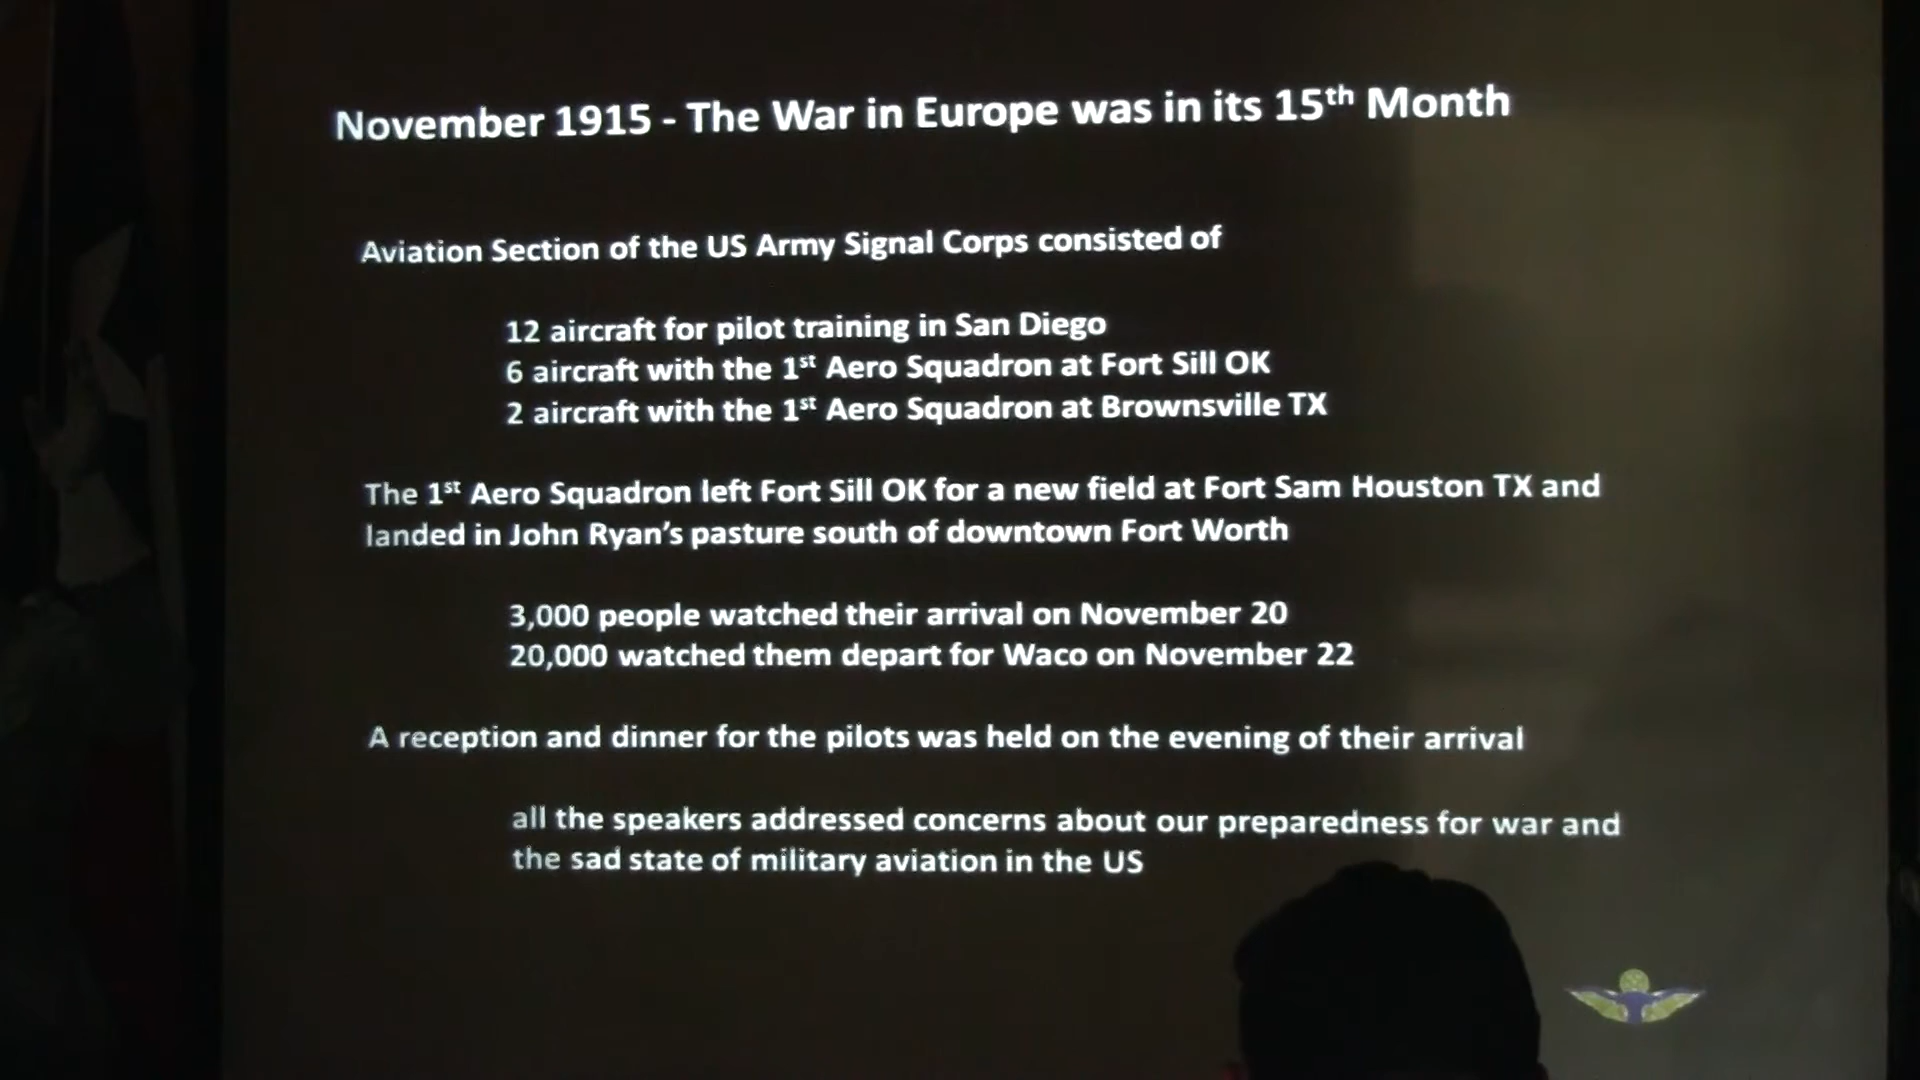 November 1915 - The War in Europe was in its 15th Month
Aviation Section of the US Army Signal Corps consisted of
12 aircraft for pilot training in San Diego
6 aircraft with the 1st Aero Squadron at Fort Sill OK
2 aircraft with the 1st Aero Squadron at Brownsville TX
The 1st Aero Squadron left Fort Sill OK for a new field at Fort Sam Houston TX and
landed in John Ryan's pasture south of downtown Fort Worth
3,000 people watched their arrival on November 20
20,000 watched them depart for Waco on November 22
A reception and dinner for the pilots was held on the evening of their arrival
all the speakers addressed concerns about our preparedness for war and
the sad state of military aviation in the US